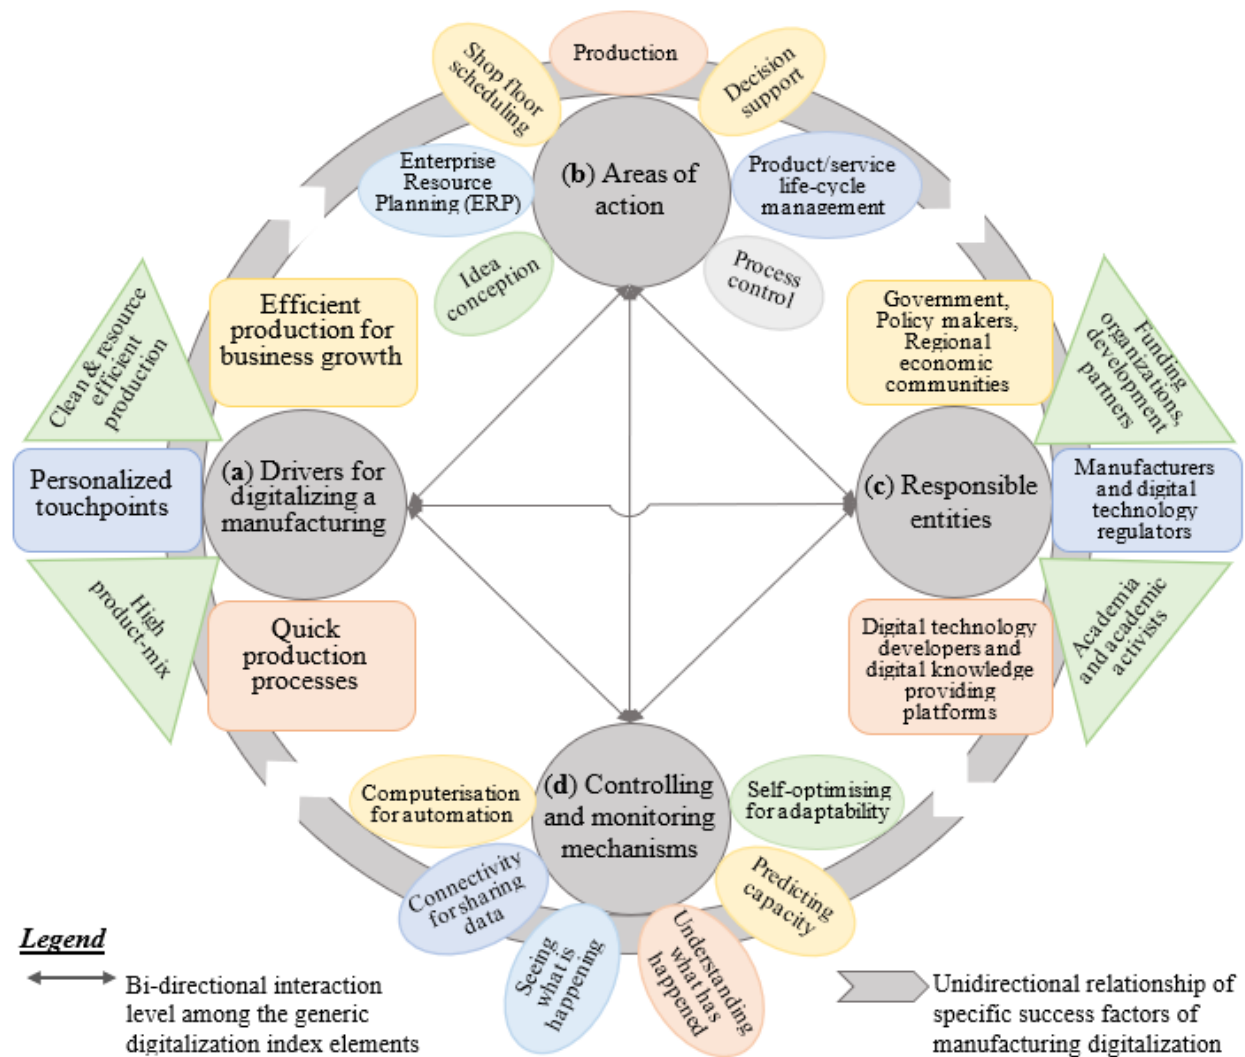 Production
Shop floor
scheduling
Decision
support
Enterprise
Resource
Planning (ERP)
(b) Areas of
action
Product/service
life-cycle
management
Idea
conception
Process
control
Clean & resource
efficient
production
Efficient
production for
business growth
Government,
Policy makers,
Regional
economic
communities
Funding
organizations,
development
partners
Personalized
touchpoints
(a) Drivers for
digitalizing a
manufacturing
(c) Responsible
entities
Manufacturers
and digital
technology
regulators
High
product-mix
Quick
production
processes
Digital technology
developers and
digital knowledge
providing
platforms
Academia
and academic
activists
Computerisation
for automation
(d) Controlling
and monitoring
mechanisms
Self-optimising
for adaptability
Connectivity
for sharing
data
Predicting
capacity
Seeing
what is
happening
Understanding
what has
happened
Legend
Bi-directional interaction
level among the generic
digitalization index elements
Unidirectional relationship of
specific success factors of
manufacturing digitalization